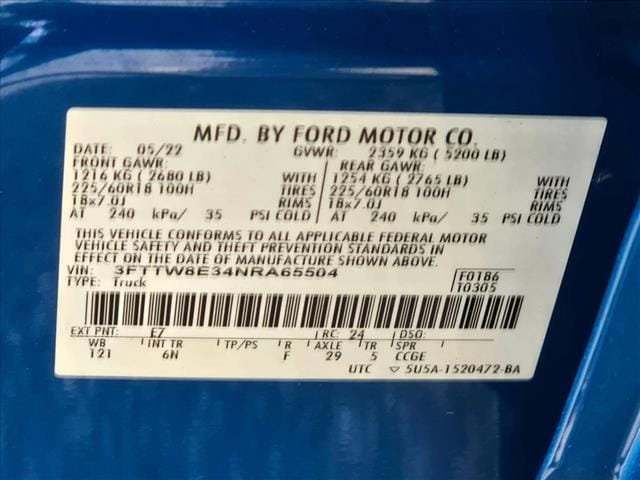 MFD. BY FORD MOTOR CO.
DATE: 05/22 GVWR: 2359 KG ( 5200 LB)
FRONT GAWR: REAR GAWR:
1216 KG ( 2680 LB) WITH 1254 KG ( 2765 LB) WITH
225/60R18 100H TIRES 225/60R18 100H TIRES
18x7.0J RIMS 18x7.0J RIMS
AT 240 kPa/ 35 PSI COLD AT 240 kPa/ 35 PSI COLD
THIS VEHICLE CONFORMS TO ALL APPLICABLE FEDERAL MOTOR
VEHICLE SAFETY AND THEFT PREVENTION STANDARDS IN
EFFECT ON THE DATE OF MANUFACTURE SHOWN ABOVE.
VIN: 3FTTW8E34NRA65504 F0186
TYPE: Truck T0305
EXT PNT: E7 RC: 24 DSO:
WB INT TR TP/PS R AXLE TR SPR
121 6N F 29 5 CCGE
UTC ▽ 5U5A-1520472-BA